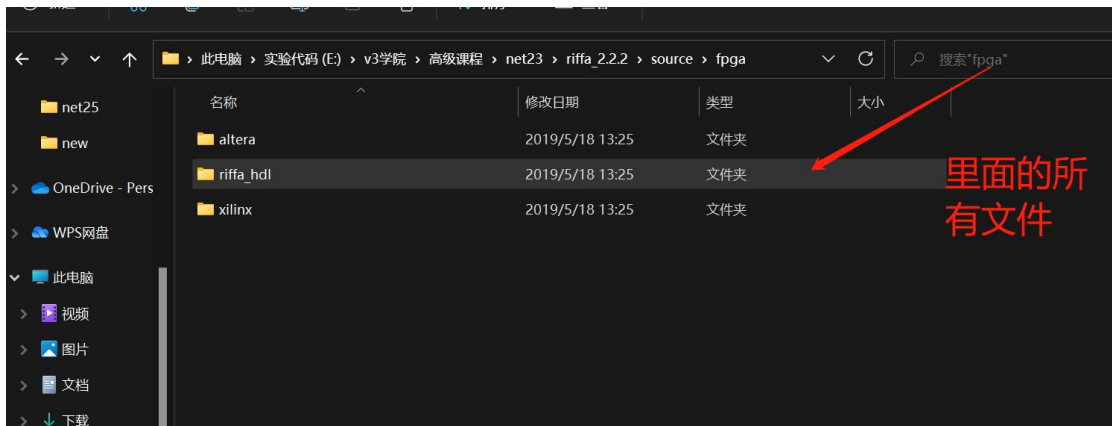 此电脑 › 实验代码 (E:) › v3学院 › 高级课程 › net23 › riffa_2.2.2 › source › fpga
搜索"fpga"
名称 修改日期 类型 大小
net25
new
OneDrive - Pers
WPS网盘
此电脑
视频
图片
文档
下载
altera 2019/5/18 13:25 文件夹
riffa_hdl 2019/5/18 13:25 文件夹
xilinx 2019/5/18 13:25 文件夹
里面的所
有文件